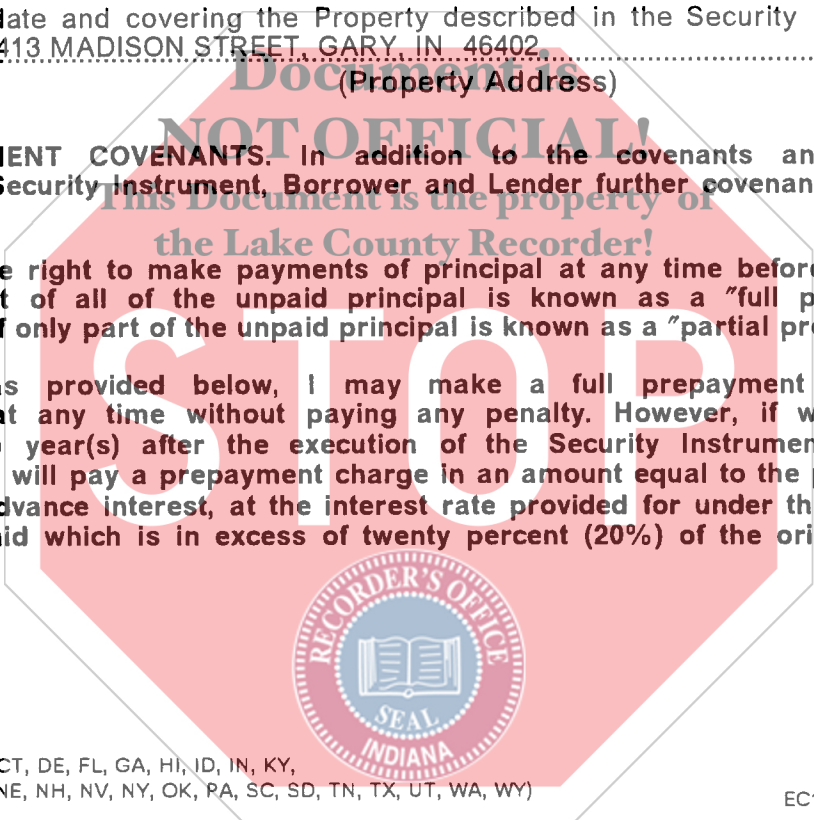 date and covering the Property described in the Security
413 MADISON STREET, GARY, IN 46402
Document is
(Property Address)
NOT OFFICIAL!
MENT COVENANTS. In addition to the covenants an
Security Instrument, Borrower and Lender further covenan
This Document is the property of
the Lake County Recorder!
e right to make payments of principal at any time before
t of all of the unpaid principal is known as a "full p
f only part of the unpaid principal is known as a "partial pre
STOP
s provided below, I may make a full prepayment
at any time without paying any penalty. However, if w
year(s) after the execution of the Security Instrumen
will pay a prepayment charge in an amount equal to the p
dvance interest, at the interest rate provided for under th
id which is in excess of twenty percent (20%) of the ori
RECORDER'S OFFICE
SEAL
INDIANA
CT, DE, FL, GA, HI, ID, IN, KY,
NE, NH, NV, NY, OK, PA, SC, SD, TN, TX, UT, WA, WY)
EC